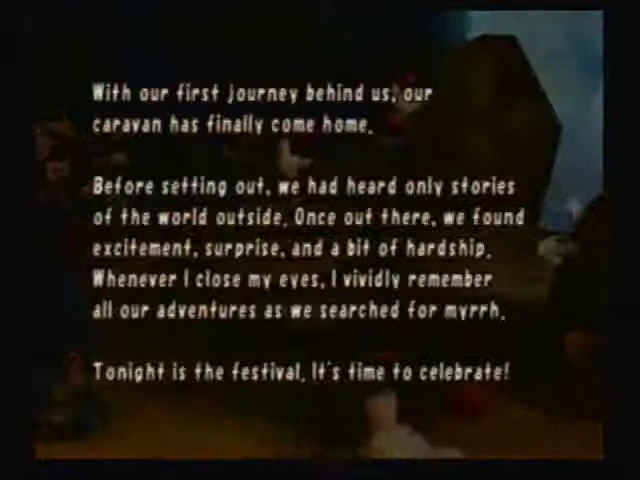 With our first journey behind us, our
caravan has finally come home.
Before setting out, we had heard only stories
of the world outside. Once out there, we found
excitement, surprise, and a bit of hardship.
Whenever I close my eyes, I vividly remember
all our adventures as we searched for myrrh.
Tonight is the festival. It's time to celebrate!